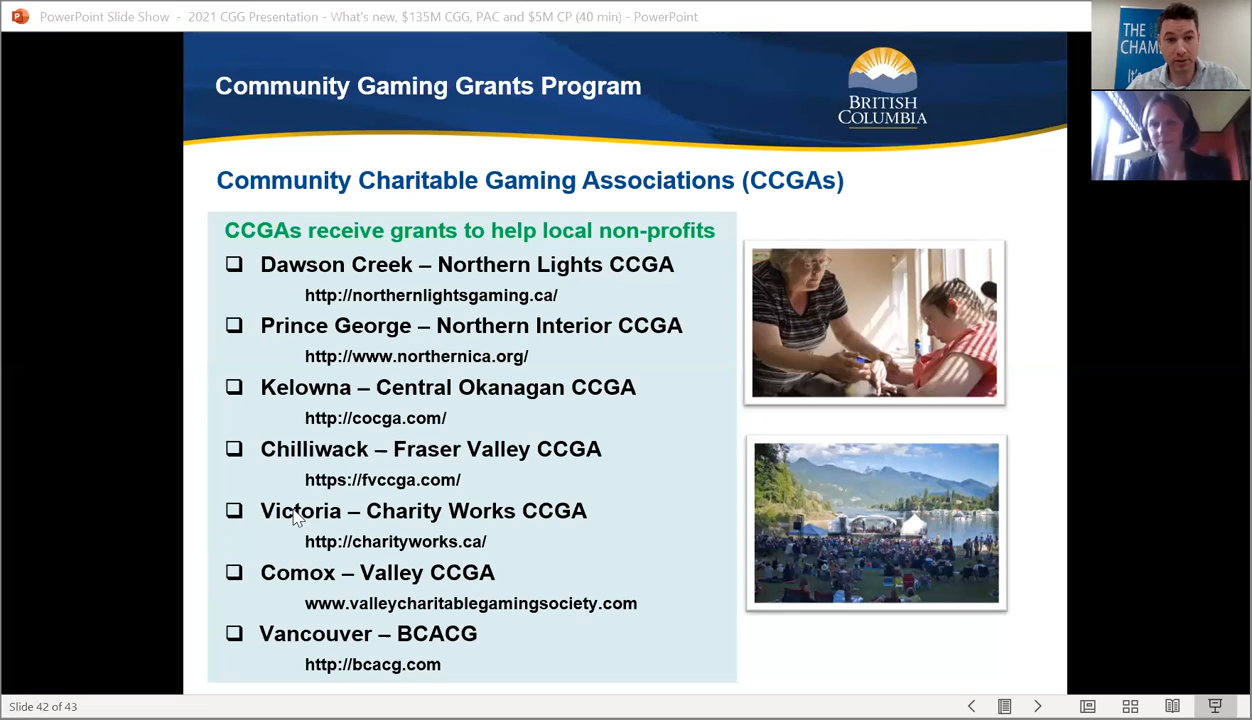 PowerPoint Slide Show - 2021 CGG Presentation - What's new, $135M CGG, PAC and $5M CP (40 min) - PowerPoint
Community Gaming Grants Program
BRITISH
COLUMBIA
THE
CHAM
It's
Community Charitable Gaming Associations (CCGAs)
CCGAs receive grants to help local non-profits
❑ Dawson Creek – Northern Lights CCGA
http://northernlightsgaming.ca/
❑ Prince George – Northern Interior CCGA
http://www.northernica.org/
❑ Kelowna – Central Okanagan CCGA
http://cocga.com/
❑ Chilliwack – Fraser Valley CCGA
https://fvccga.com/
❑ Victoria – Charity Works CCGA
http://charityworks.ca/
❑ Comox – Valley CCGA
www.valleycharitablegamingsociety.com
❑ Vancouver – BCACG
http://bcacg.com
Slide 42 of 43